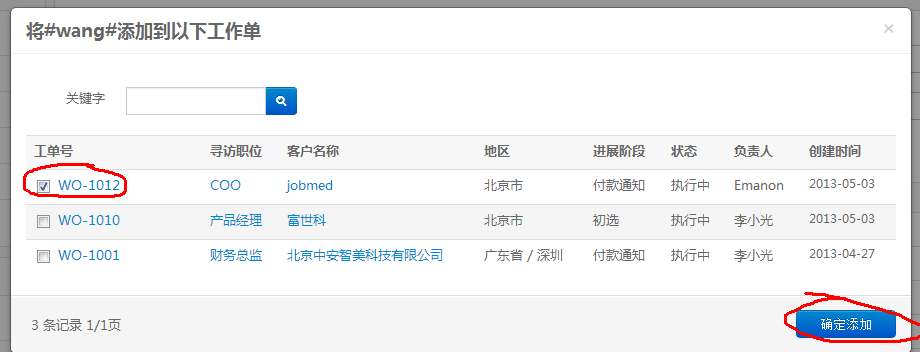 将#wang#添加到以下工作单 ×
关键字
工单号 寻访职位 客户名称 地区 进展阶段 状态 负责人 创建时间
WO-1012 COO jobmed 北京市 付款通知 执行中 Emanon 2013-05-03
WO-1010 产品经理 富世科 北京市 初选 执行中 李小光 2013-05-03
WO-1001 财务总监 北京中安智美科技有限公司 广东省 / 深圳 付款通知 执行中 李小光 2013-04-27
3 条记录 1/1页 确定添加